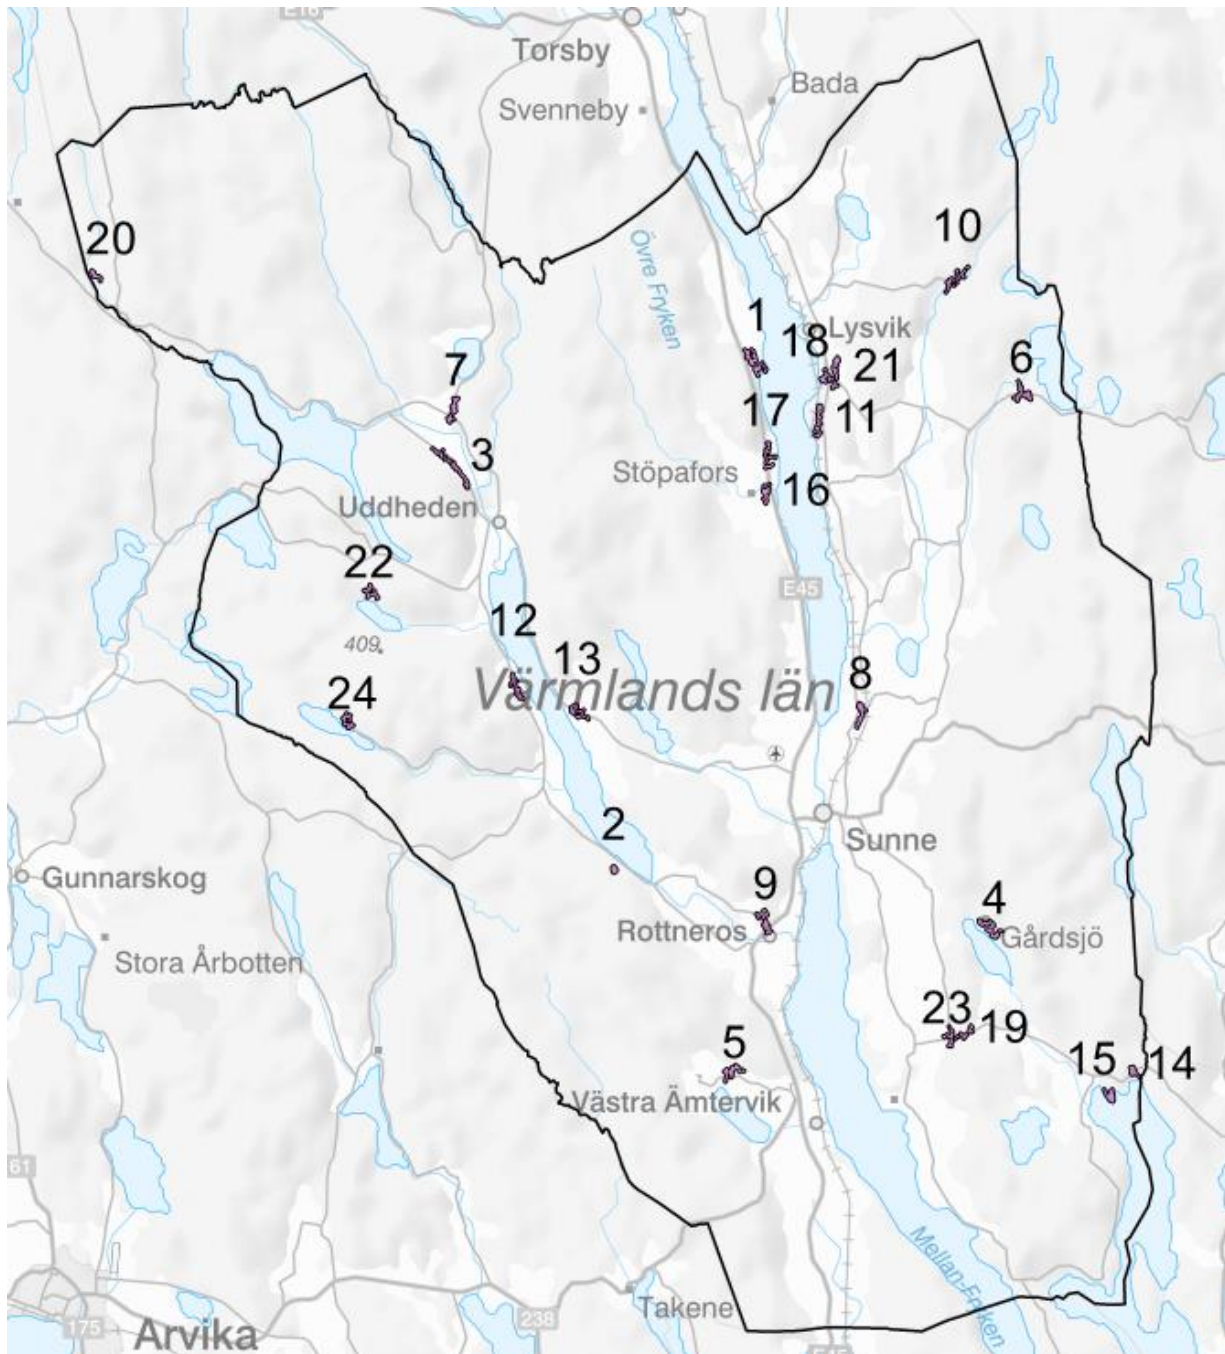 E16
Torsby
Bada
Svenneby
20
10
Övre Fryken
1
18
Lysvik
21
6
7
17
11
3
Stöpafors
16
Uddheden
22
E45
12
409
13
8
Värmlands län
24
2
Sunne
Gunnarskog
9
4
Rottneros
Gårdsjö
Stora Årbotten
23
19
5
15
14
Västra Ämtervik
61
Mellan-Fryken
Takene
238
175
Arvika
E45